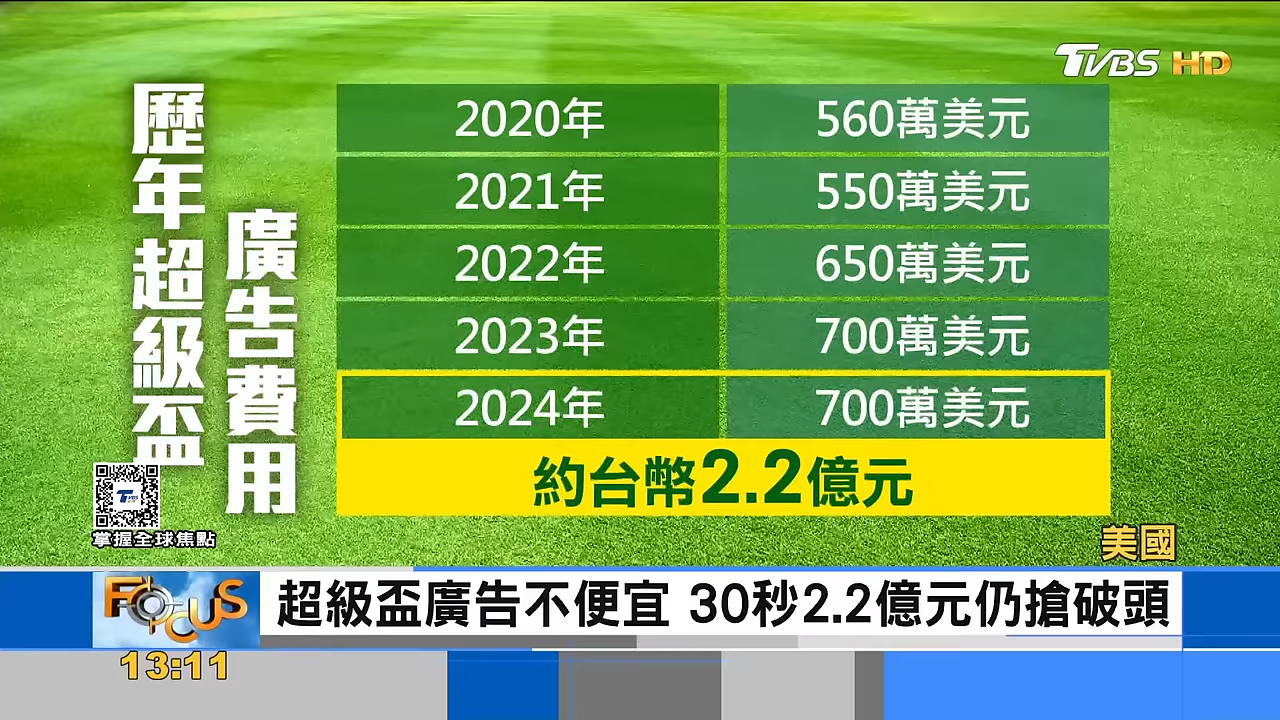 TVBS HD
歷年超級盃
廣告費用
2020年 560萬美元
2021年 550萬美元
2022年 650萬美元
2023年 700萬美元
2024年 700萬美元
約台幣2.2億元
TVBS
掌握全球焦點
美國
FOCUS
超級盃廣告不便宜 30秒2.2億元仍搶破頭
13:11